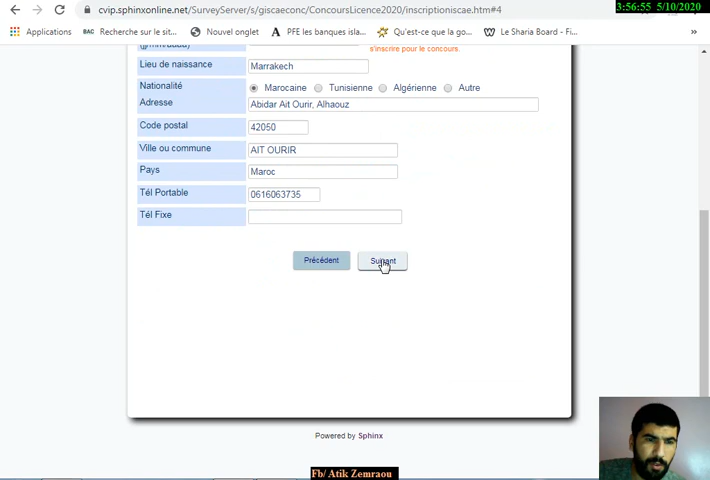 3:56:55 5/10/2020
cvip.sphinxonline.net/SurveyServer/s/giscaeconc/ConcoursLicence2020/inscriptioniscae.htm#4
Applications BAC Recherche sur le sit... Nouvel onglet PFE les banques isla... Qu'est-ce que la go... W Le Sharia Board - Fi... »
s'inscrire pour le concours.
Lieu de naissance Marrakech
Nationalité Marocaine Tunisienne Algérienne Autre
Adresse Abidar Ait Ourir, Alhaouz
Code postal 42050
Ville ou commune AIT OURIR
Pays Maroc
Tél Portable 0616063735
Tél Fixe
Précédent Suivant
Powered by Sphinx
Fb/ Atik Zemraou